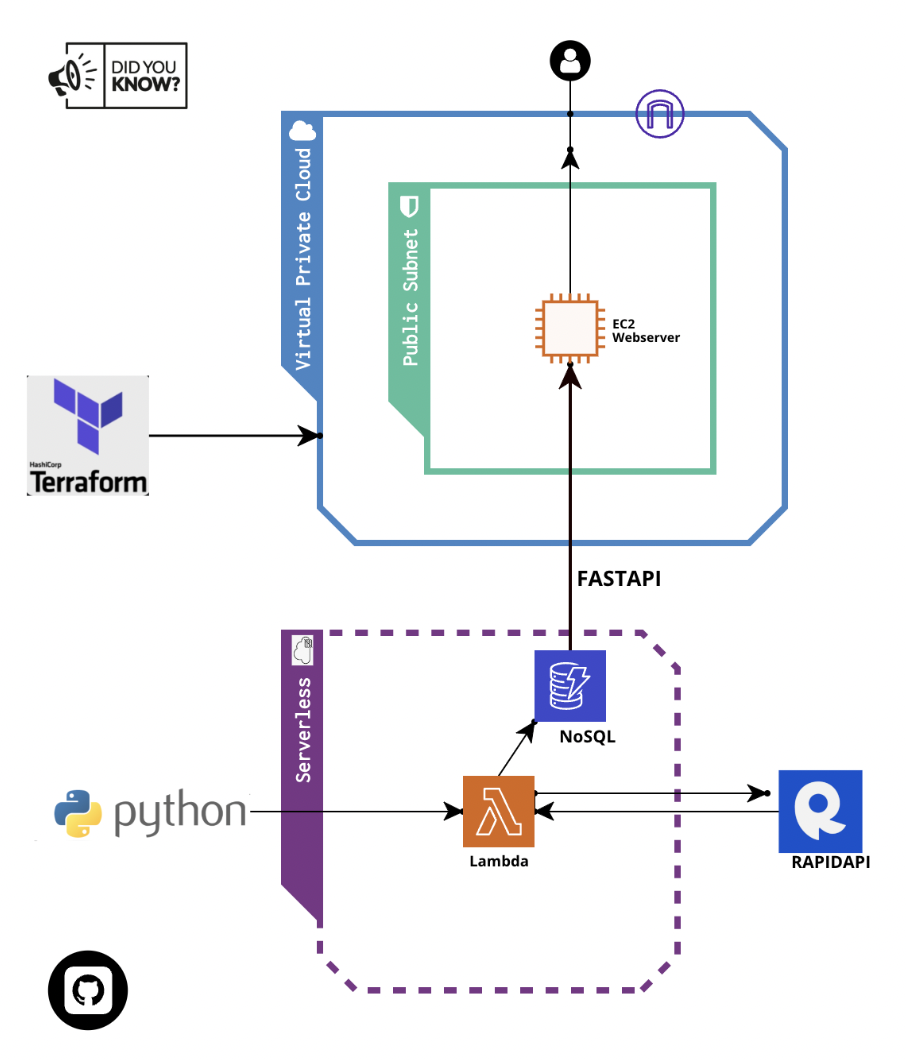 DID YOU
KNOW?
Virtual Private Cloud
Public Subnet
EC2
Webserver
HashiCorp
Terraform
FASTAPI
Serverless
NoSQL
python
Lambda
RAPIDAPI